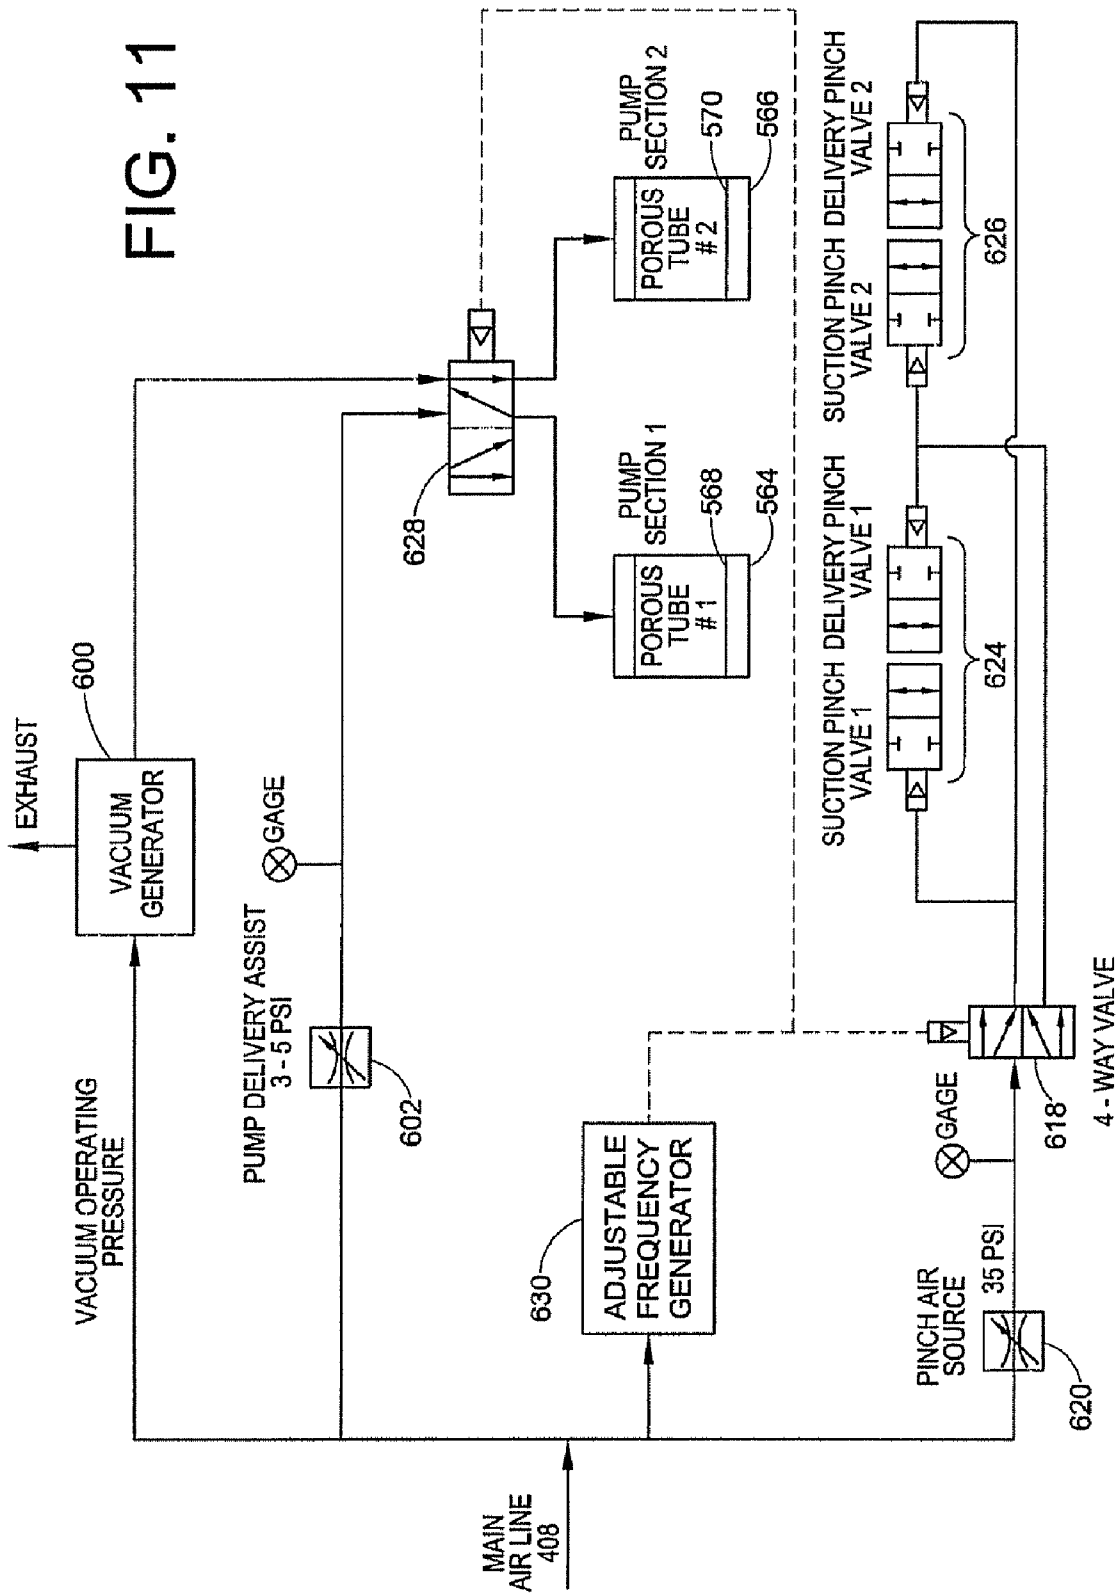 FIG. 11
EXHAUST
600
VACUUM
GENERATOR
VACUUM OPERATING
PRESSURE
PUMP DELIVERY ASSIST
3 - 5 PSI
GAGE
602
628
PUMP
SECTION 1
POROUS
TUBE
#1
568
564
PUMP
SECTION 2
POROUS
TUBE
#2
570
566
MAIN
AIR LINE
408
630
ADJUSTABLE
FREQUENCY
GENERATOR
PINCH AIR
SOURCE
35 PSI
620
GAGE
618
4 - WAY VALVE
SUCTION PINCH
VALVE 1
DELIVERY PINCH
VALVE 1
624
SUCTION PINCH
VALVE 2
DELIVERY PINCH
VALVE 2
626